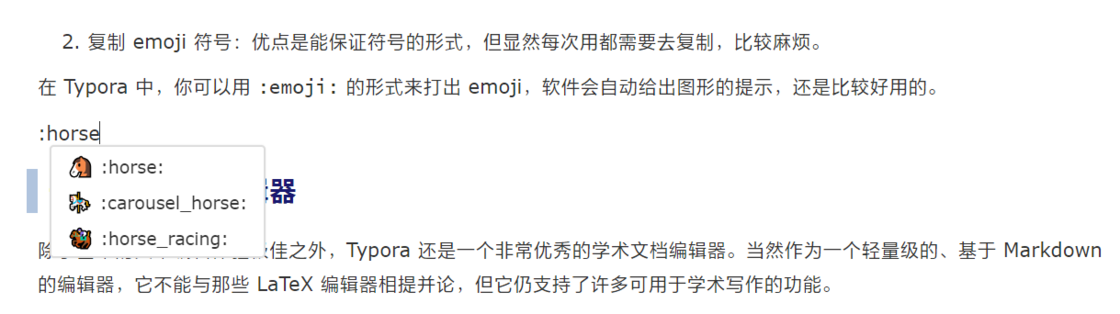 2. 复制 emoji 符号：优点是能保证符号的形式，但显然每次用都需要去复制，比较麻烦。
在 Typora 中，你可以用 :emoji: 的形式来打出 emoji，软件会自动给出图形的提示，还是比较好用的。
:horse
:horse:
:carousel_horse:
辑器
:horse_racing:
除 极佳之外，Typora 还是一个非常优秀的学术文档编辑器。当然作为一个轻量级的、基于 Markdown
的编辑器，它不能与那些 LaTeX 编辑器相提并论，但它仍支持了许多可用于学术写作的功能。